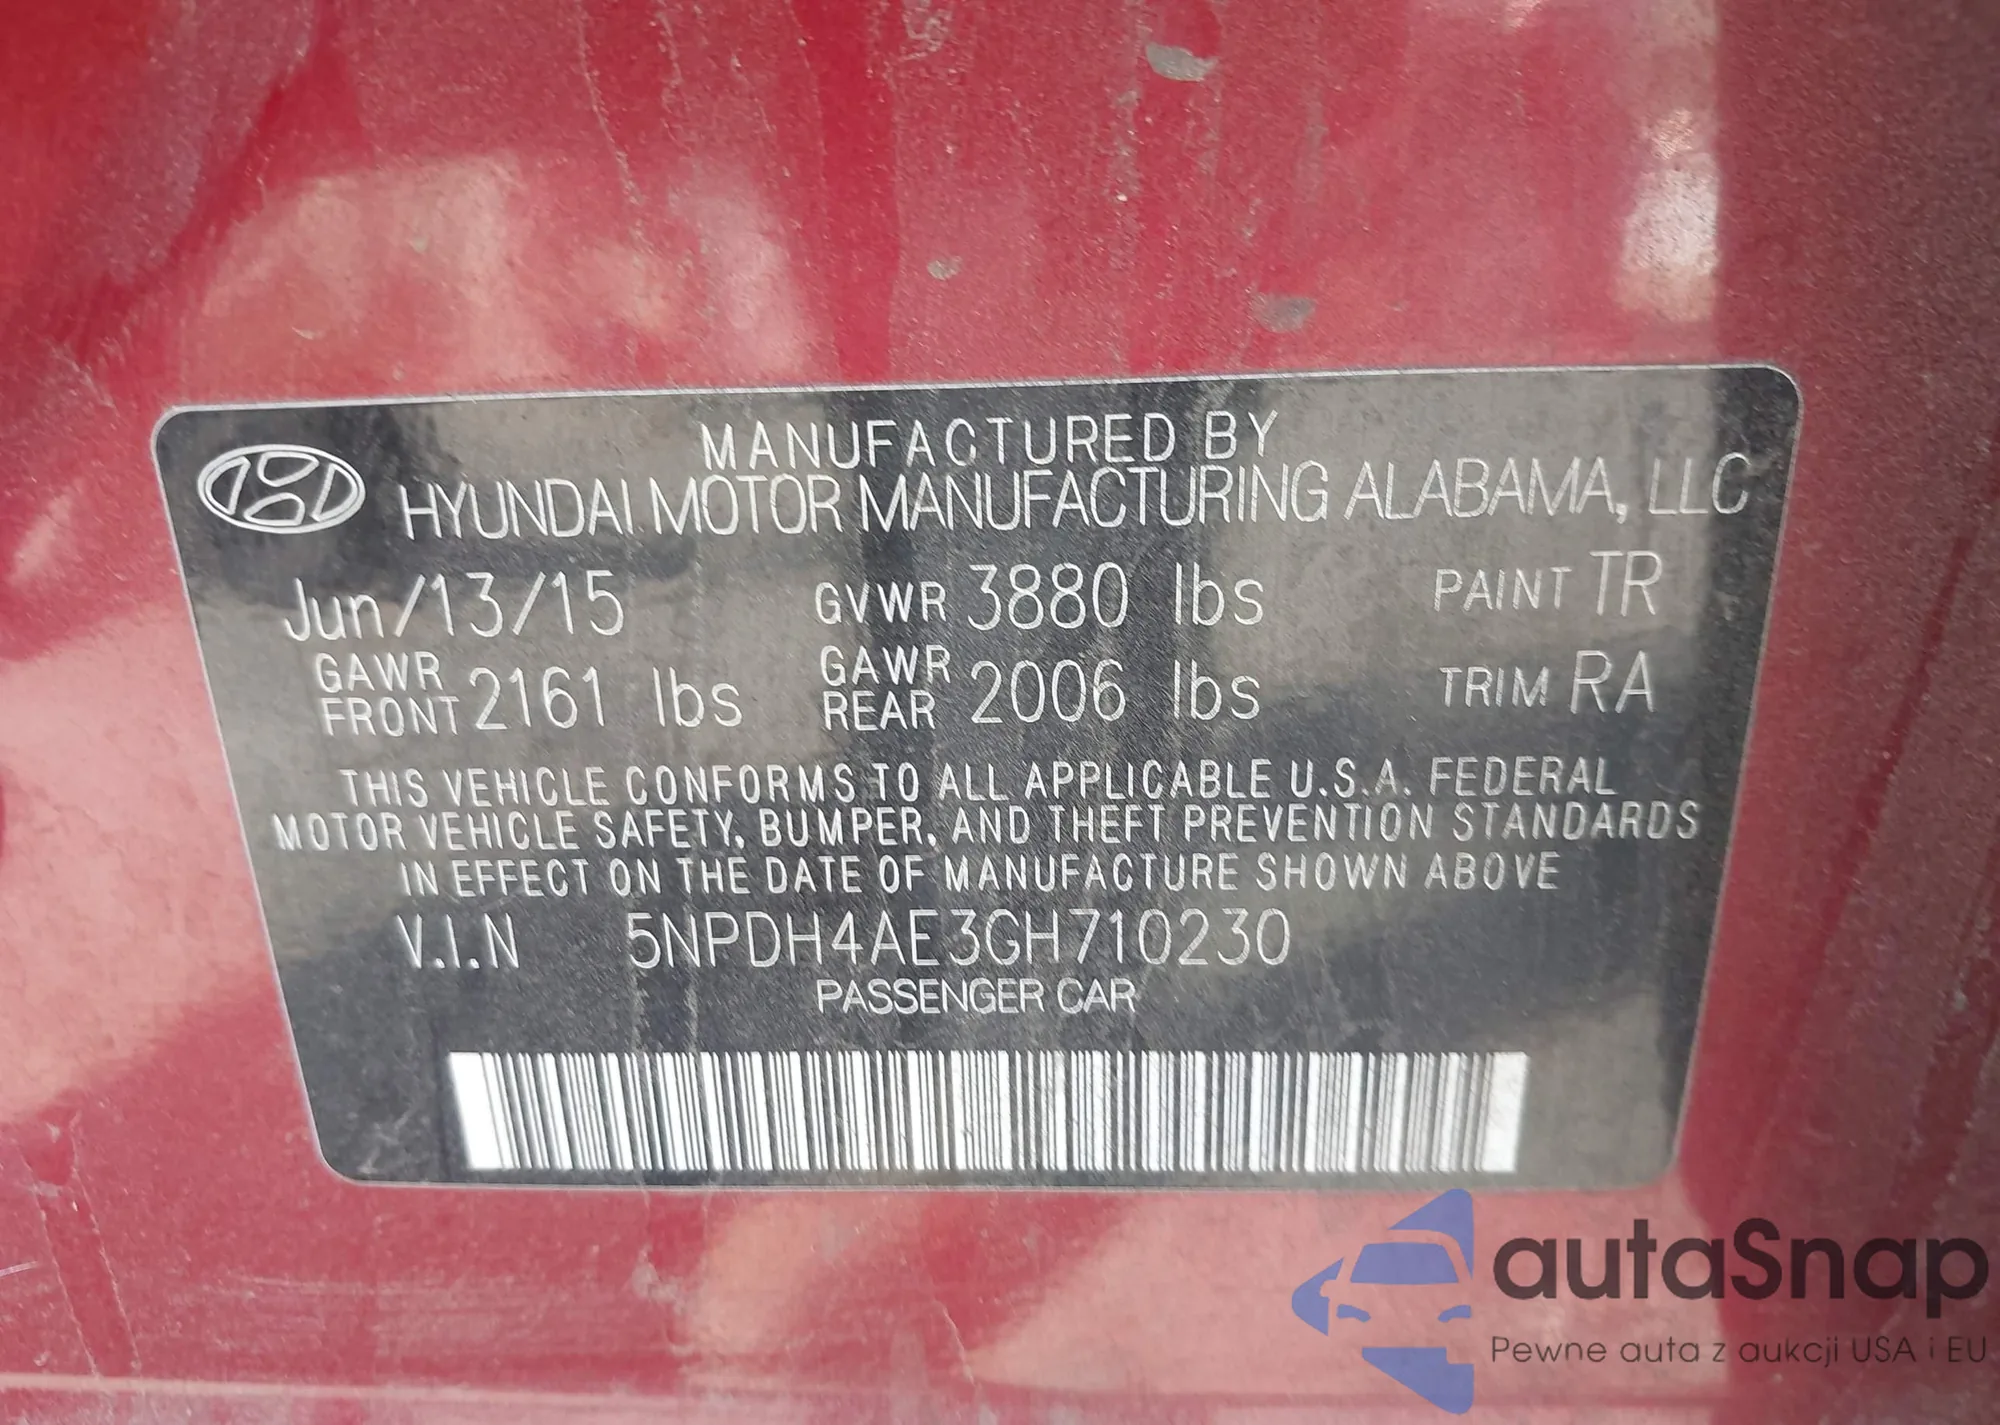 MANUFACTURED BY
HYUNDAI MOTOR MANUFACTURING ALABAMA, LLC
Jun/13/15 GVWR 3880 lbs PAINT TR
GAWR FRONT 2161 lbs GAWR REAR 2006 lbs TRIM RA
THIS VEHICLE CONFORMS TO ALL APPLICABLE U.S.A. FEDERAL
MOTOR VEHICLE SAFETY, BUMPER, AND THEFT PREVENTION STANDARDS
IN EFFECT ON THE DATE OF MANUFACTURE SHOWN ABOVE
V.I.N 5NPDH4AE3GH710230
PASSENGER CAR
autaSnap
Pewne auta z aukcji USA i EU